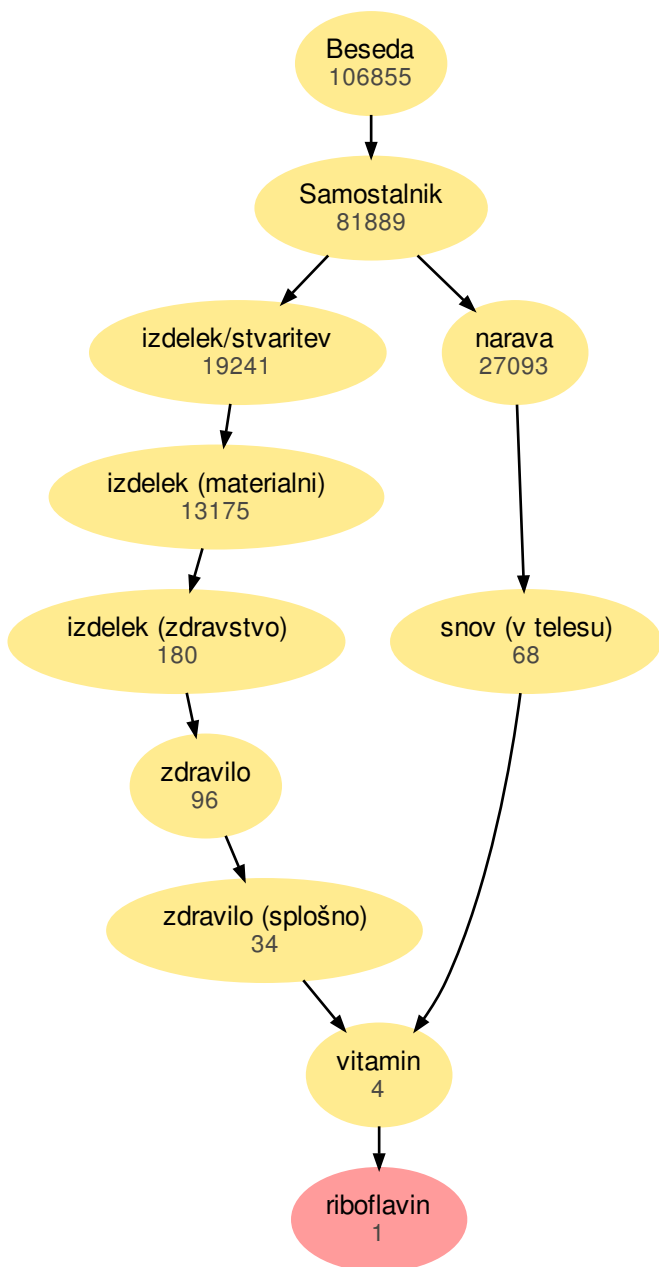 Beseda
106855
Samostalnik
81889
izdelek/stvaritev
19241
narava
27093
izdelek (materialni)
13175
izdelek (zdravstvo)
180
snov (v telesu)
68
zdravilo
96
zdravilo (splošno)
34
vitamin
4
riboflavin
1